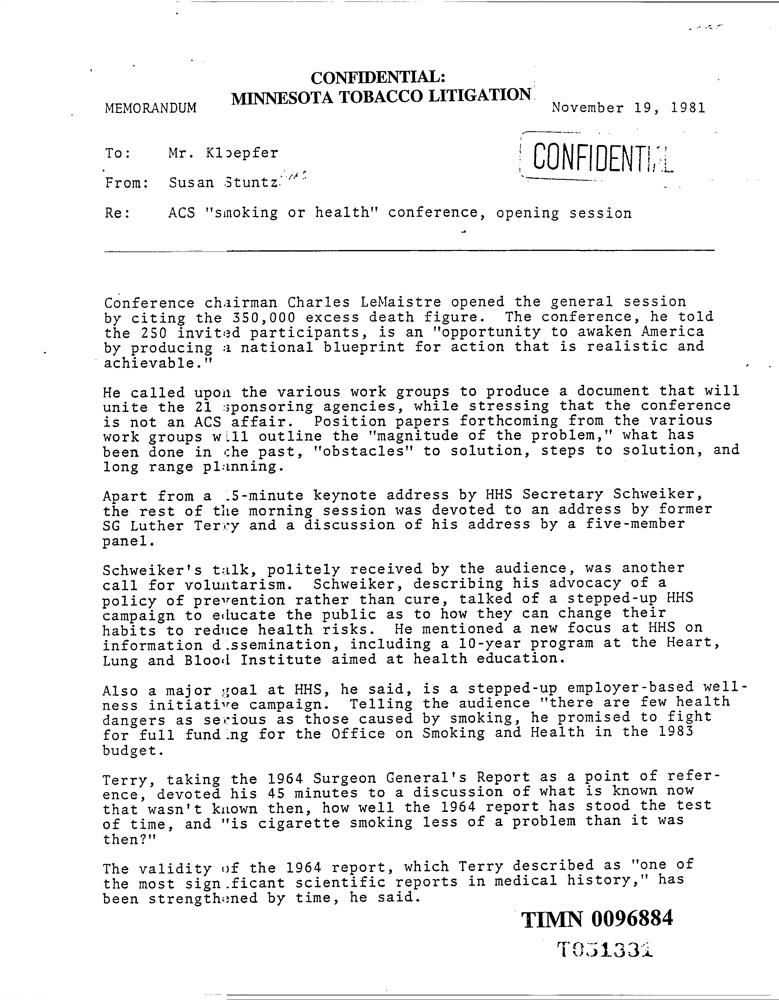 CONFIDENTIAL:
MINNESOTA TOBACCO LITIGATION
MEMORANDUM
November 19, 1981
To: Mr. Kloepfer
CONFIDENTIAL
From: Susan Stuntz
Re: ACS "smoking or health" conference, opening session
Conference chairman Charles LeMaistre opened the general session
by citing the 350,000 excess death figure. The conference, he told
the 250 invited participants, is an "opportunity to awaken America
by producing a national blueprint for action that is realistic and
achievable."
He called upon the various work groups to produce a document that will
unite the 21 sponsoring agencies, while stressing that the conference
is not an ACS affair. Position papers forthcoming from the various
work groups will outline the "magnitude of the problem," what has
been done in the past, "obstacles" to solution, steps to solution, and
long range planning.
Apart from a 5-minute keynote address by HHS Secretary Schweiker,
the rest of the morning session was devoted to an address by former
SG Luther Terry and a discussion of his address by a five-member
panel.
Schweiker's talk, politely received by the audience, was another
call for voluntarism. Schweiker, describing his advocacy of a
policy of prevention rather than cure, talked of a stepped-up HHS
campaign to educate the public as to how they can change their
habits to reduce health risks. He mentioned a new focus at HHS on
information dissemination, including a 10-year program at the Heart,
Lung and Blood Institute aimed at health education.
Also a major goal at HHS, he said, is a stepped-up employer-based well-
ness initiative campaign. Telling the audience "there are few health
dangers as serious as those caused by smoking, he promised to fight
for full funding for the Office on Smoking and Health in the 1983
budget.
Terry, taking the 1964 Surgeon General's Report as a point of refer-
ence, devoted his 45 minutes to a discussion of what is known now
that wasn't known then, how well the 1964 report has stood the test
of time, and "is cigarette smoking less of a problem than it was
then?"
The validity of the 1964 report, which Terry described as "one of
the most significant scientific reports in medical history," has
been strengthened by time, he said.
TIMN 0096884
T051331